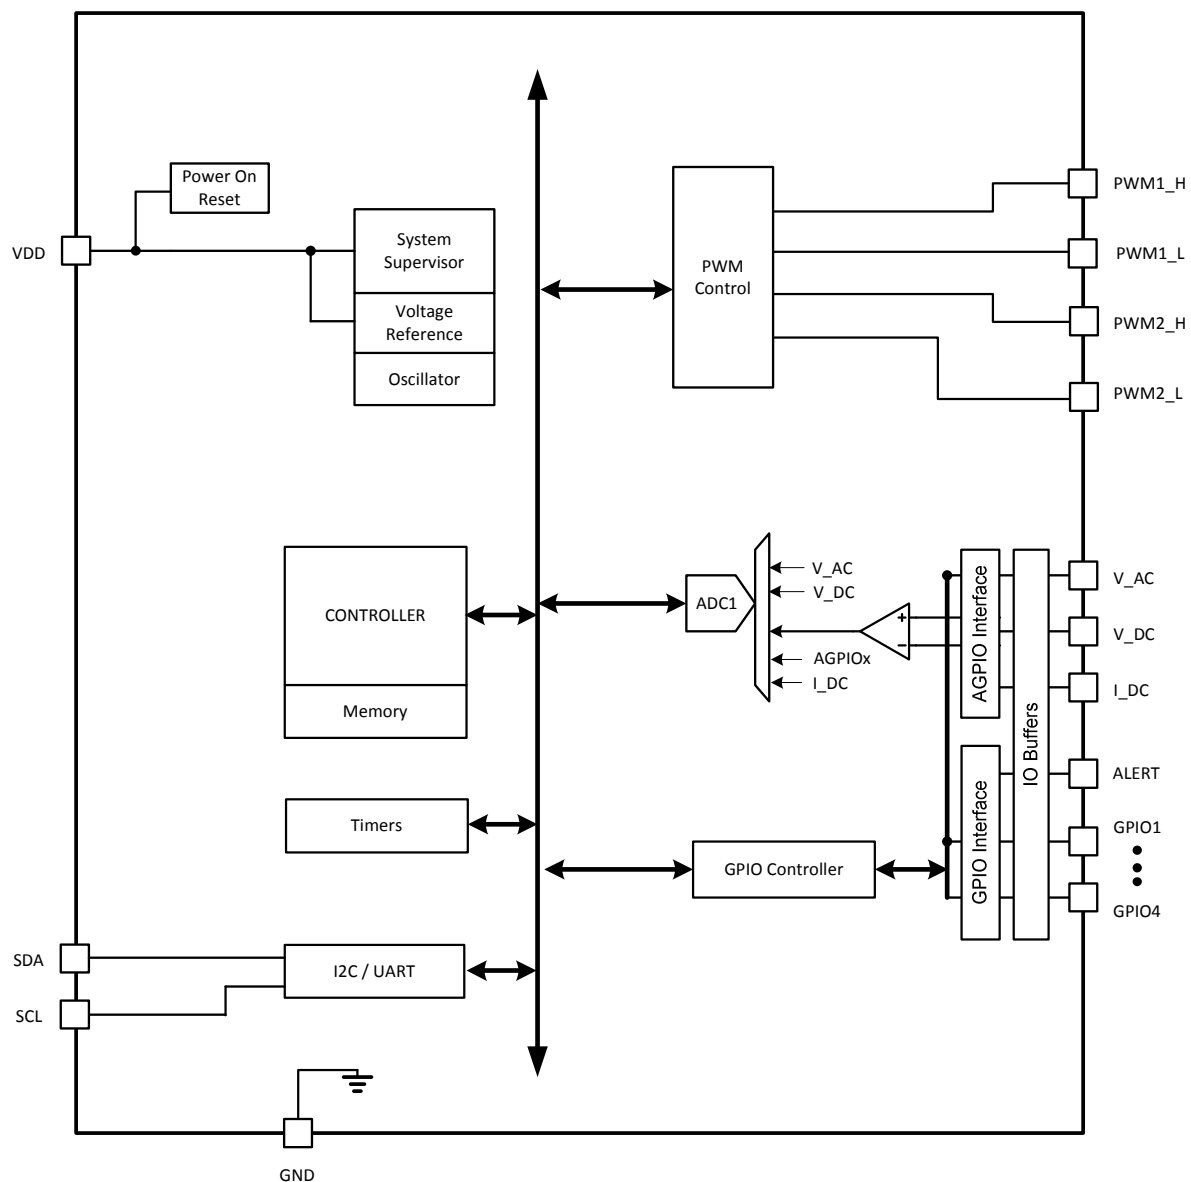 Power On
Reset
VDD
System
Supervisor
Voltage
Reference
Oscillator
PWM
Control
PWM1_H
PWM1_L
PWM2_H
PWM2_L
CONTROLLER
Memory
ADC1
V_AC
V_DC
+
−
AGPIOx
I_DC
AGPIO Interface
IO Buffers
V_AC
V_DC
I_DC
Timers
GPIO Controller
GPIO Interface
ALERT
GPIO1
GPIO4
SDA
SCL
I2C / UART
GND